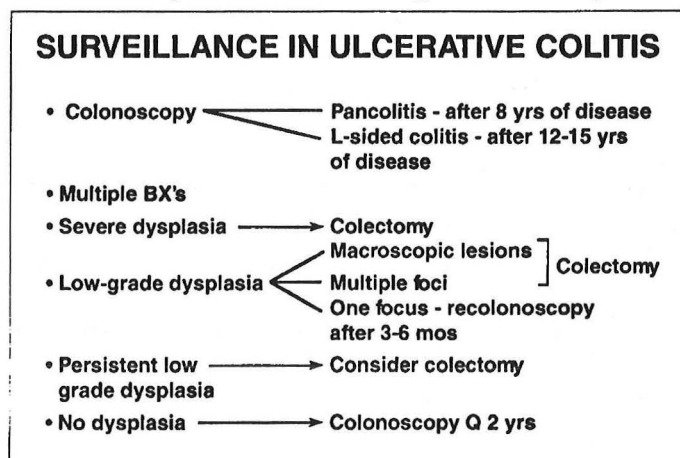 SURVEILLANCE IN ULCERATIVE COLITIS
• Colonoscopy
Pancolitis - after 8 yrs of disease
L-sided colitis - after 12-15 yrs
of disease
• Multiple BX's
• Severe dysplasia
Colectomy
• Low-grade dysplasia
Macroscopic lesions
Multiple foci
Colectomy
One focus - recolonoscopy
after 3-6 mos
• Persistent low
grade dysplasia
Consider colectomy
• No dysplasia
Colonoscopy Q 2 yrs